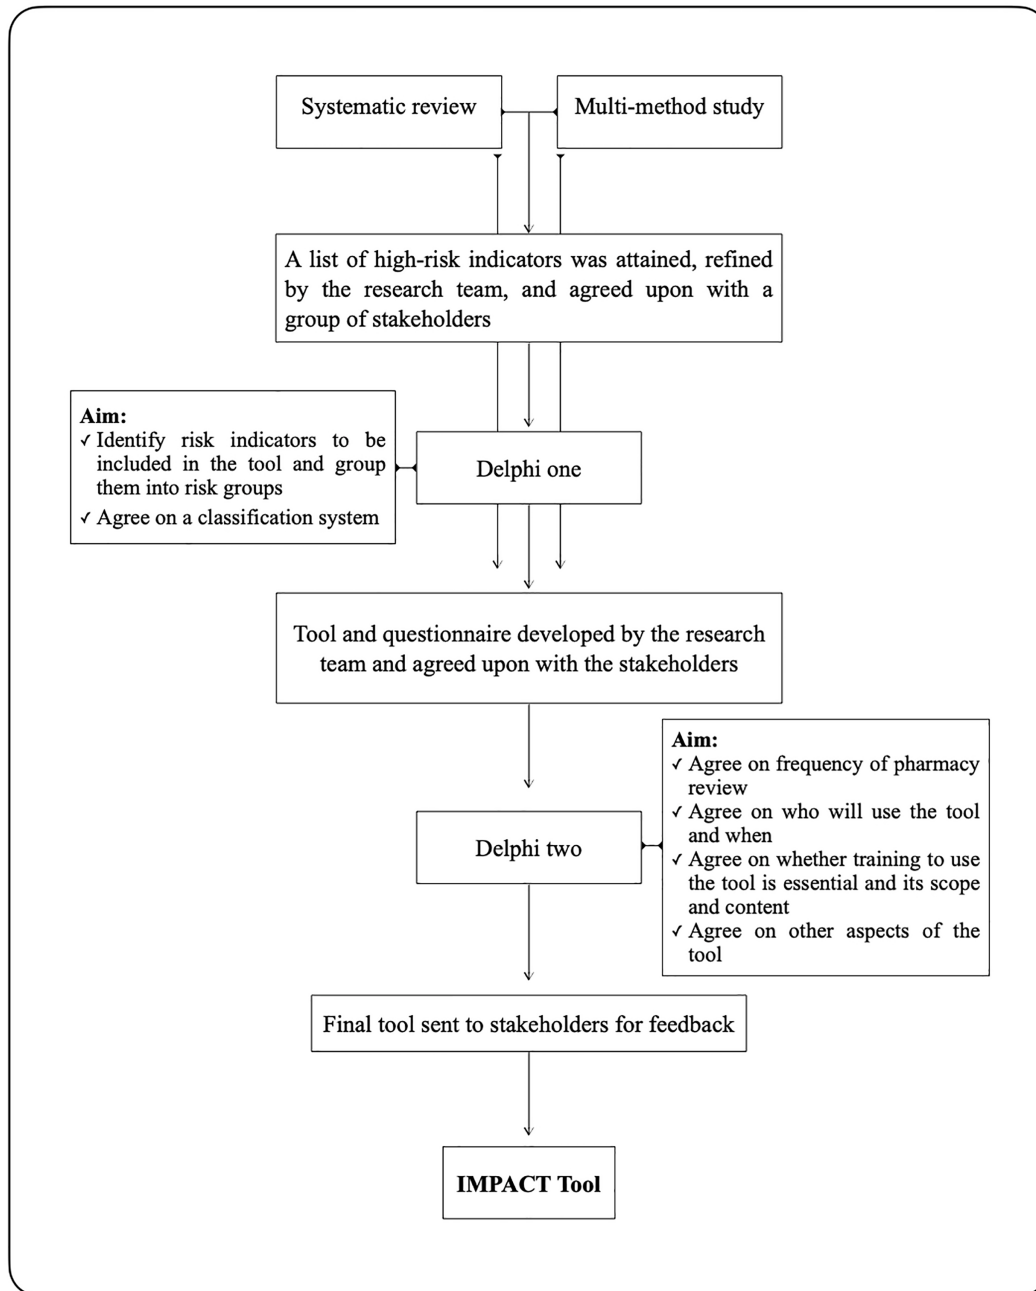 Systematic review
Multi-method study
A list of high-risk indicators was attained, refined
by the research team, and agreed upon with a
group of stakeholders
Aim:
✓ Identify risk indicators to be
included in the tool and group
them into risk groups
✓ Agree on a classification system
Delphi one
Tool and questionnaire developed by the research
team and agreed upon with the stakeholders
Aim:
✓ Agree on frequency of pharmacy
review
✓ Agree on who will use the tool
and when
✓ Agree on whether training to use
the tool is essential and its scope
and content
✓ Agree on other aspects of the
tool
Delphi two
Final tool sent to stakeholders for feedback
IMPACT Tool